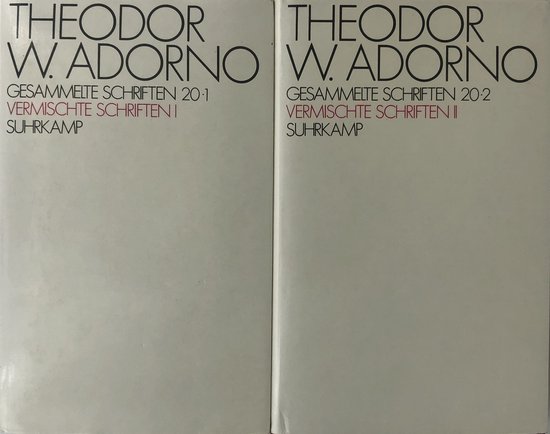 THEODOR
W. ADORNO
GESAMMELTE SCHRIFTEN 20·1
VERMISCHTE SCHRIFTEN I
SUHRKAMP
THEODOR
W. ADORNO
GESAMMELTE SCHRIFTEN 20·2
VERMISCHTE SCHRIFTEN II
SUHRKAMP